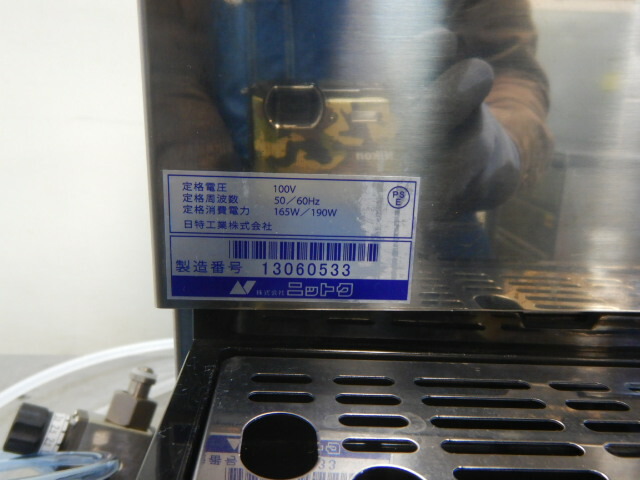 定格電圧 100V
定格周波数 50／60Hz
定格消費電力 165W／190W
日特工業株式会社
PS
E
製造番号 13060533
株式会社 ニットク